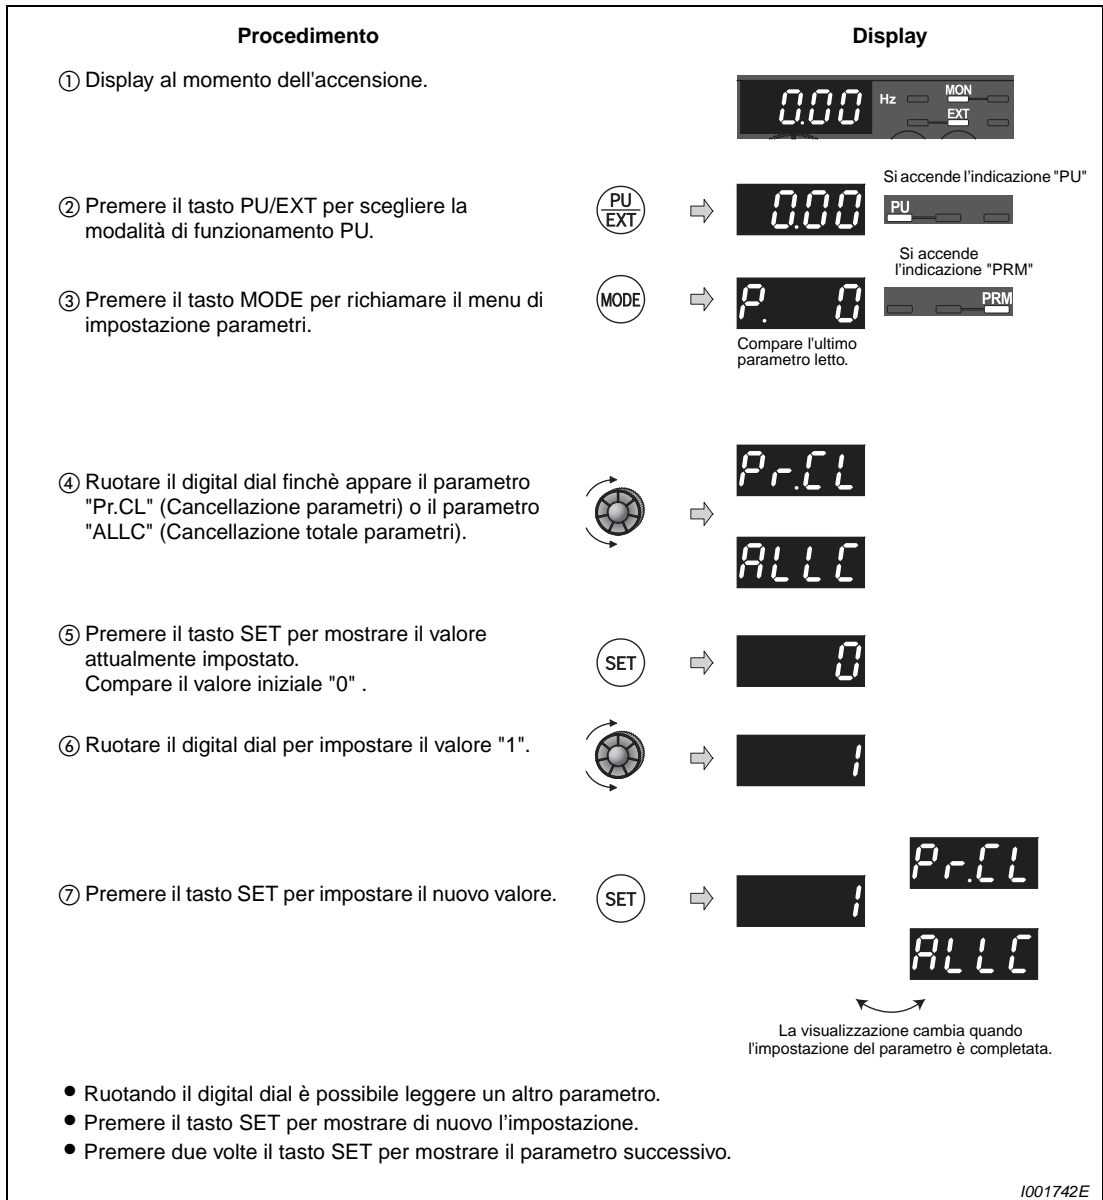 Procedimento Display
① Display al momento dell'accensione.
0.00 Hz MON
EXT
Si accende l'indicazione "PU"
② Premere il tasto PU/EXT per scegliere la
modalità di funzionamento PU.
PU
EXT
0.00
PU
Si accende
l'indicazione "PRM"
③ Premere il tasto MODE per richiamare il menu di
impostazione parametri.
MODE
P. 0
PRM
Compare l'ultimo
parametro letto.
④ Ruotare il digital dial finchè appare il parametro
"Pr.CL" (Cancellazione parametri) o il parametro
"ALLC" (Cancellazione totale parametri).
Pr.CL
ALLC
⑤ Premere il tasto SET per mostrare il valore
attualmente impostato.
Compare il valore iniziale "0" .
SET
0
⑥ Ruotare il digital dial per impostare il valore "1".
1
⑦ Premere il tasto SET per impostare il nuovo valore.
SET
1
Pr.CL
ALLC
La visualizzazione cambia quando
l'impostazione del parametro è completata.
● Ruotando il digital dial è possibile leggere un altro parametro.
● Premere il tasto SET per mostrare di nuovo l'impostazione.
● Premere due volte il tasto SET per mostrare il parametro successivo.
I001742E